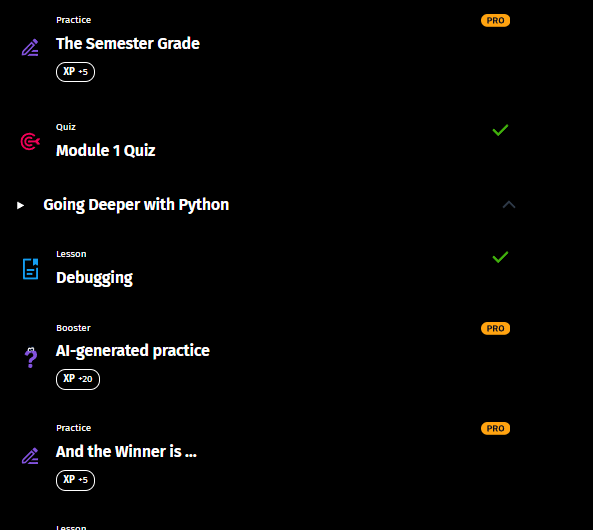 Practice
PRO
The Semester Grade
XP +5
Quiz
Module 1 Quiz
Going Deeper with Python
Lesson
Debugging
Booster
PRO
AI-generated practice
XP +20
Practice
PRO
And the Winner is ...
XP +5
Lesson